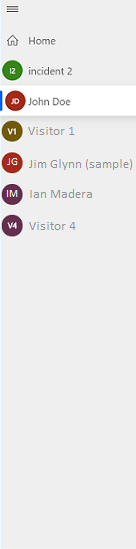 Home
I2 incident 2
JD John Doe
V1 Visitor 1
JG Jim Glynn (sample)
IM Ian Madera
V4 Visitor 4